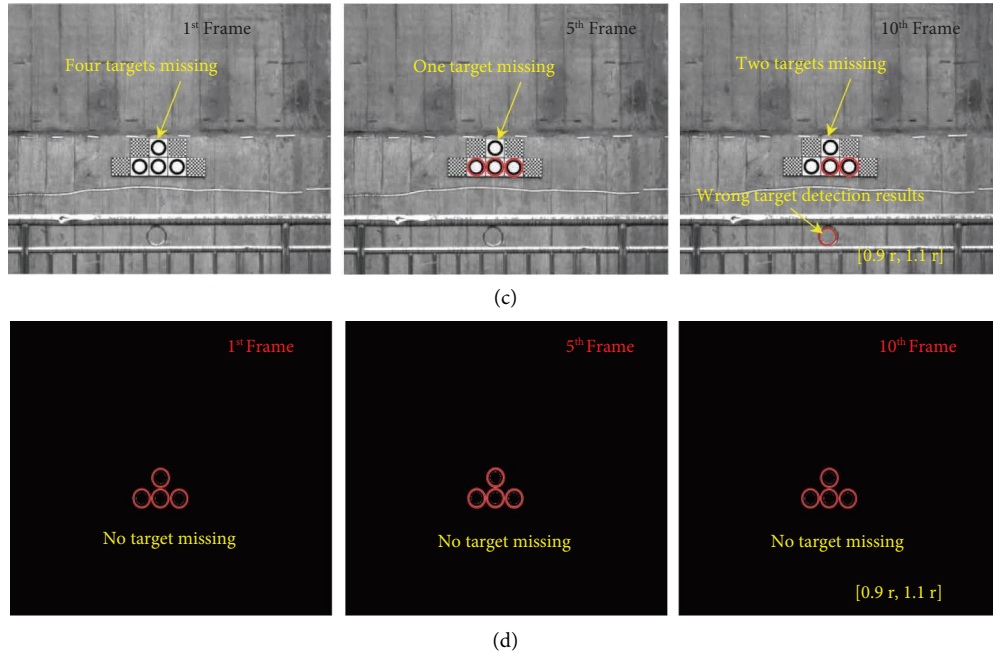 1st Frame
Four targets missing
5th Frame
One target missing
10th Frame
Two targets missing
Wrong target detection results
[0.9 r, 1.1 r]
(c)
1st Frame
No target missing
5th Frame
No target missing
10th Frame
No target missing
[0.9 r, 1.1 r]
(d)